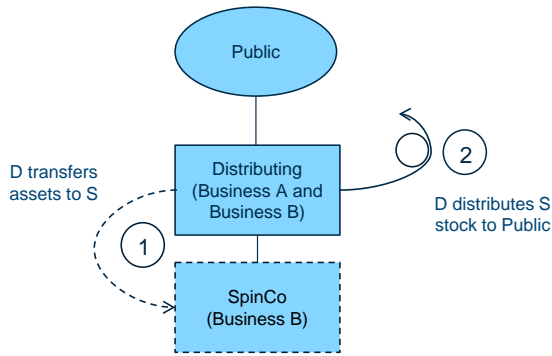 Public
D transfers
assets to S
Distributing
(Business A and
Business B)
2
D distributes S
stock to Public
1
SpinCo
(Business B)